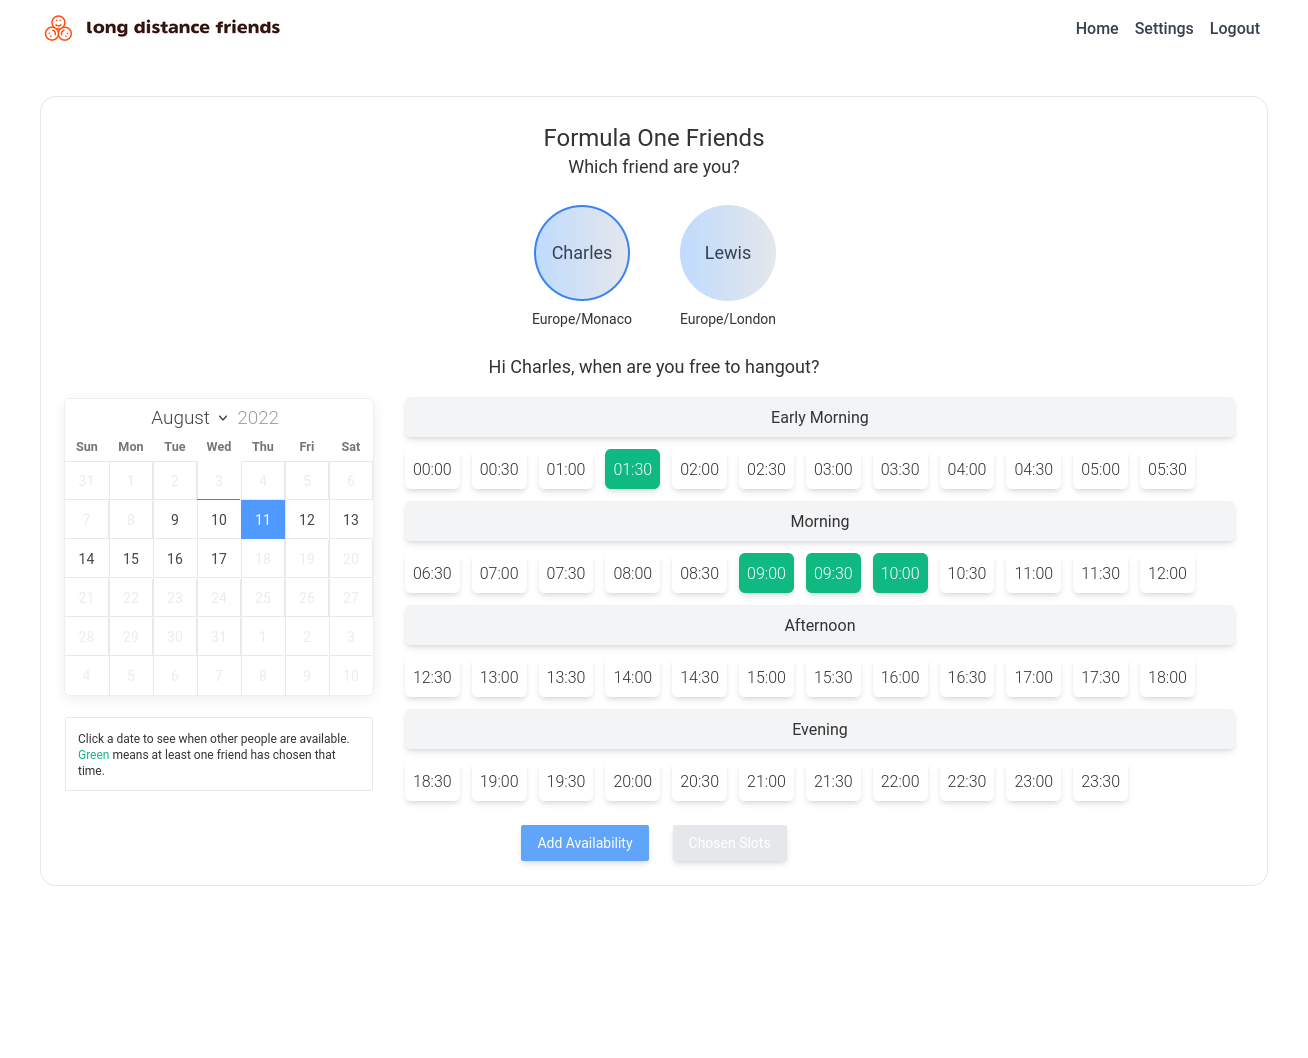 long distance friends
Home Settings Logout
Formula One Friends
Which friend are you?
Charles Lewis
Europe/Monaco Europe/London
Hi Charles, when are you free to hangout?
August 2022
Sun Mon Tue Wed Thu Fri Sat
31 1 2 3 4 5 6
7 8 9 10 11 12 13
14 15 16 17 18 19 20
21 22 23 24 25 26 27
28 29 30 31 1 2 3
4 5 6 7 8 9 10
Click a date to see when other people are available.
Green means at least one friend has chosen that
time.
Early Morning
00:00 00:30 01:00 01:30 02:00 02:30 03:00 03:30 04:00 04:30 05:00 05:30
Morning
06:30 07:00 07:30 08:00 08:30 09:00 09:30 10:00 10:30 11:00 11:30 12:00
Afternoon
12:30 13:00 13:30 14:00 14:30 15:00 15:30 16:00 16:30 17:00 17:30 18:00
Evening
18:30 19:00 19:30 20:00 20:30 21:00 21:30 22:00 22:30 23:00 23:30
Add Availability Chosen Slots